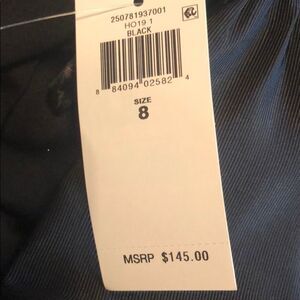 250781937001
HO19 1
BLACK
8 84094 02582 4
SIZE
8
MSRP $145.00